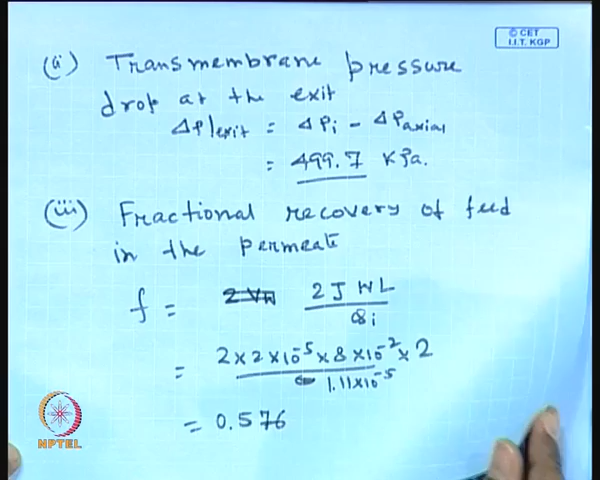 © CET
I.I.T. KGP
(ii) Transmembrane pressure
drop at the exit
ΔP|exit = ΔPi - ΔPaxial
= 499.7 KPa.
(iii) Fractional recovery of feed
in the permeate
f = 2 J W L / Qi
= 2 × 2 × 10⁻⁵ × 8 × 10⁻² × 2 / 1.11 × 10⁻⁵
= 0.576
NPTEL